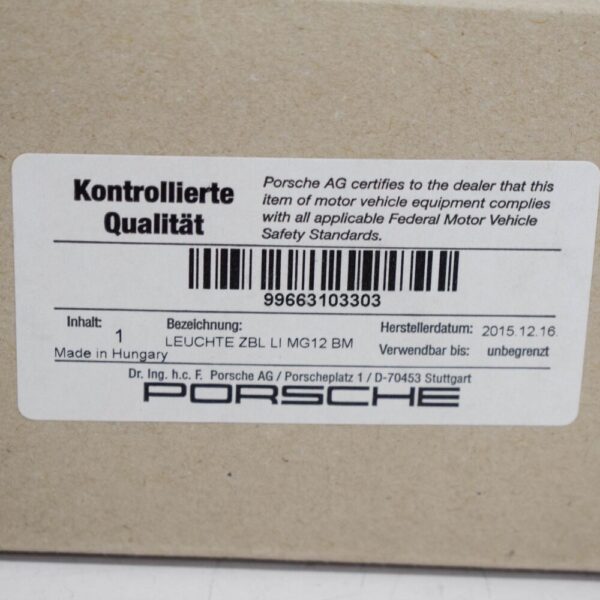 Kontrollierte
Qualität
Porsche AG certifies to the dealer that this
item of motor vehicle equipment complies
with all applicable Federal Motor Vehicle
Safety Standards.
99663103303
Inhalt: 1
Bezeichnung:
LEUCHTE ZBL LI MG12 BM
Herstellerdatum: 2015.12.16.
Made in Hungary
Verwendbar bis: unbegrenzt
Dr. Ing. h.c. F. Porsche AG / Porscheplatz 1 / D-70453 Stuttgart
PORSCHE